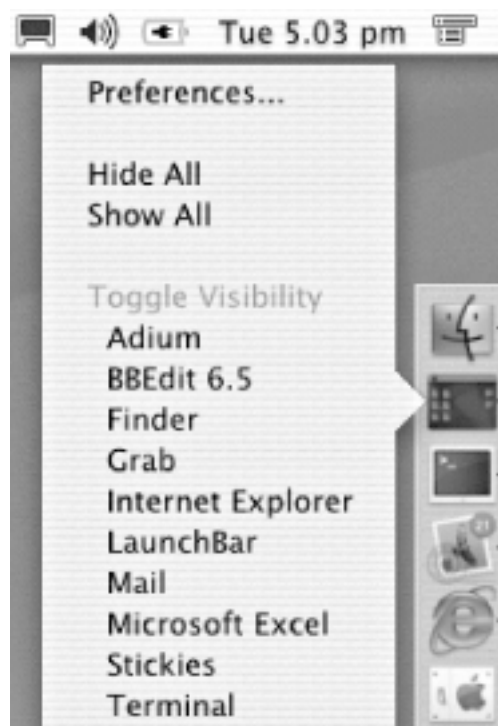 Tue 5.03 pm
Preferences...
Hide All
Show All
Toggle Visibility
Adium
BBEdit 6.5
Finder
Grab
Internet Explorer
LaunchBar
Mail
Microsoft Excel
Stickies
Terminal
21